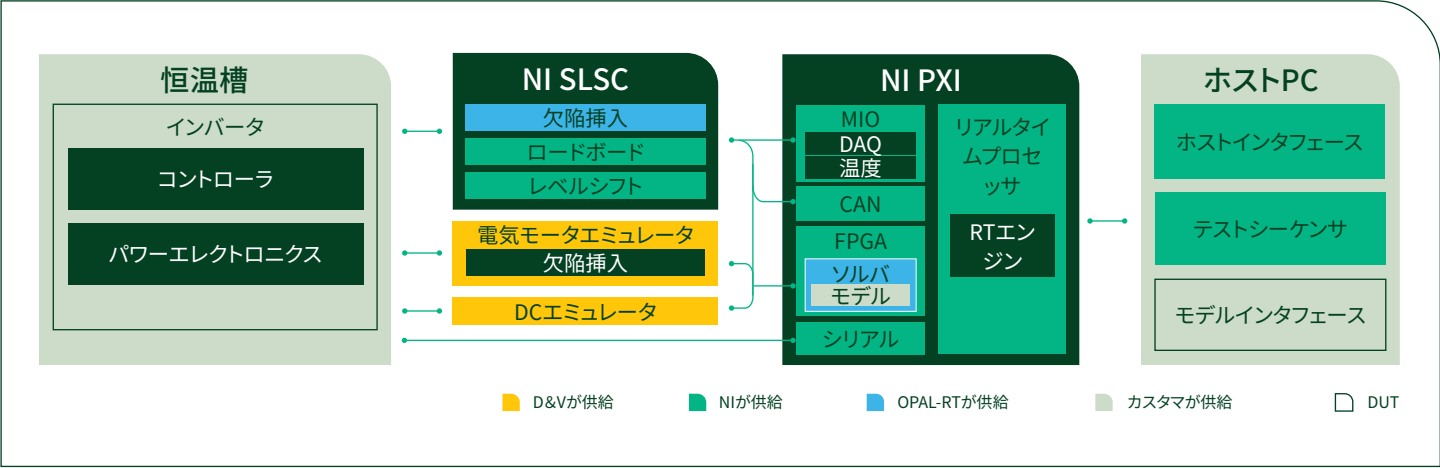 恒温槽
インバータ
コントローラ
パワーエレクトロニクス
NI SLSC
欠陥挿入
ロードボード
レベルシフト
電気モータエミュレータ
欠陥挿入
DCエミュレータ
NI PXI
MIO
DAQ
温度
CAN
FPGA
ソルバ
モデル
シリアル
リアルタイ
ムプロセ
ッサ
RTエン
ジン
ホストPC
ホストインタフェース
テストシーケンサ
モデルインタフェース
D&Vが供給
NIが供給
OPAL-RTが供給
カスタマが供給
DUT